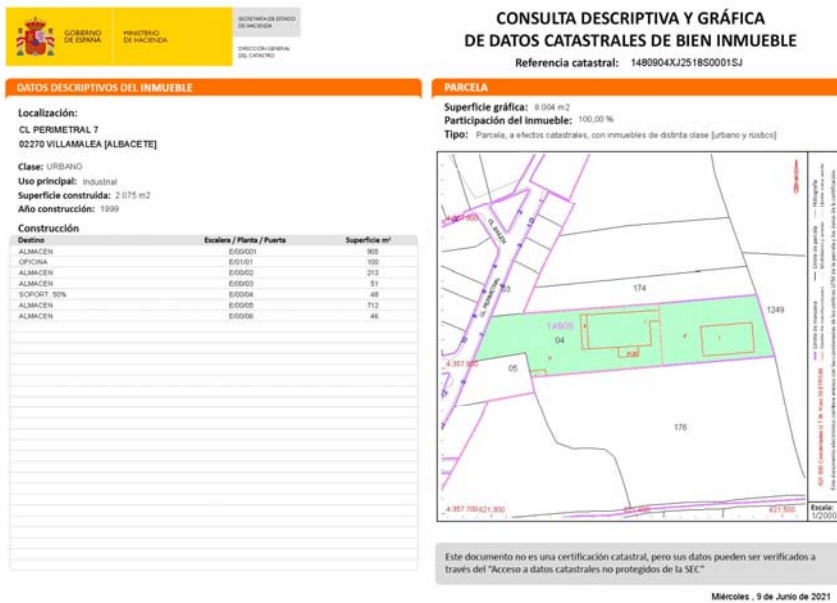 GOBIERNO
DE ESPAÑA
MINISTERIO
DE HACIENDA
SECRETARÍA DE ESTADO
DE HACIENDA
DIRECCIÓN GENERAL
DEL CATASTRO
CONSULTA DESCRIPTIVA Y GRÁFICA
DE DATOS CATASTRALES DE BIEN INMUEBLE
Referencia catastral: 1480904XJ2518S0001SJ
DATOS DESCRIPTIVOS DEL INMUEBLE
Localización:
CL PERIMETRAL 7
02270 VILLAMALEA [ALBACETE]
Clase: URBANO
Uso principal: Industrial
Superficie construida: 2.075 m2
Año construcción: 1999
Construcción
Destino Escalera / Planta / Puerta Superficie m²
ALMACEN E/00/001 905
OFICINA E/01/01 100
ALMACEN E/00/02 213
ALMACEN E/00/03 51
SOPORT. 50% E/00/04 48
ALMACEN E/00/05 712
ALMACEN E/00/06 46
PARCELA
Superficie gráfica: 8.004 m2
Participación del inmueble: 100,00 %
Tipo: Parcela, a efectos catastrales, con inmuebles de distinta clase [urbano y rústico]
CL BAILEN
CL PERIMETRAL
03
174
1249
14809
04
05
176
4.357.700
621,300
621,500
Escala:
1/2000
Este documento no es una certificación catastral, pero sus datos pueden ser verificados a
través del "Acceso a datos catastrales no protegidos de la SEC"
Miércoles , 9 de Junio de 2021